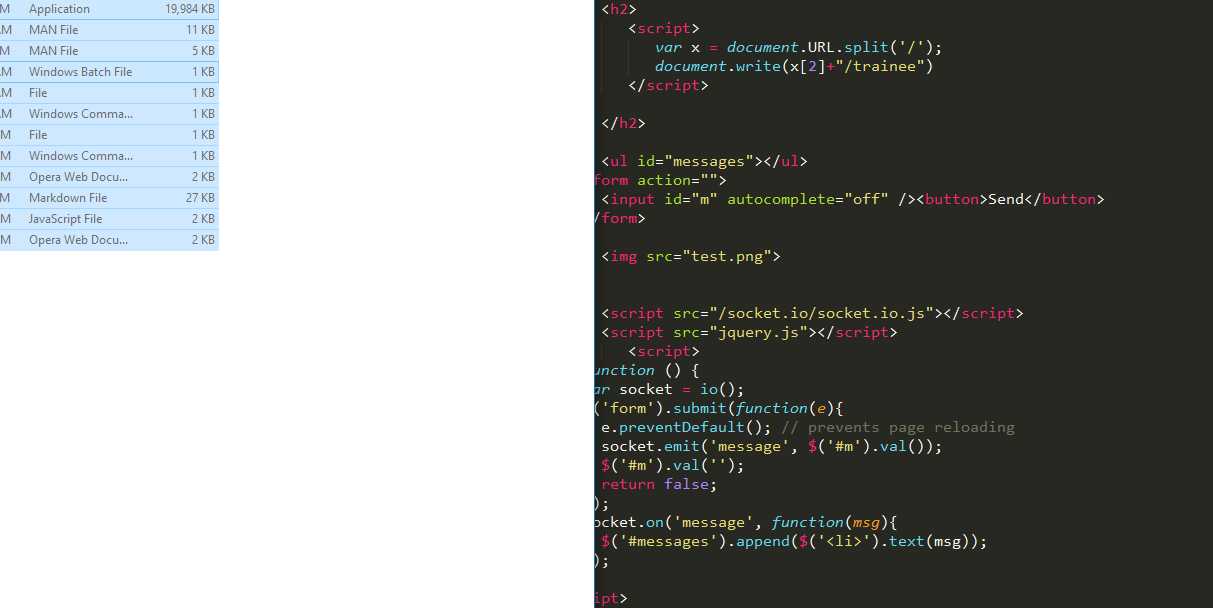 M Application 19,984 KB
AM MAN File 11 KB
M MAN File 5 KB
AM Windows Batch File 1 KB
AM File 1 KB
AM Windows Comma... 1 KB
M File 1 KB
M Windows Comma... 1 KB
M Opera Web Docu... 2 KB
M Markdown File 27 KB
M JavaScript File 2 KB
M Opera Web Docu... 2 KB
<h2>
<script>
var x = document.URL.split('/');
document.write(x[2]+"/trainee")
</script>
</h2>
<ul id="messages"></ul>
form action="">
<input id="m" autocomplete="off" /><button>Send</button>
/form>
<img src="test.png">
<script src="/socket.io/socket.io.js"></script>
<script src="jquery.js"></script>
<script>
unction () {
ar socket = io();
('form').submit(function(e){
e.preventDefault(); // prevents page reloading
socket.emit('message', $('#m').val());
$('#m').val('');
return false;
);
ocket.on('message', function(msg){
$('#messages').append($('<li>').text(msg));
);
ipt>